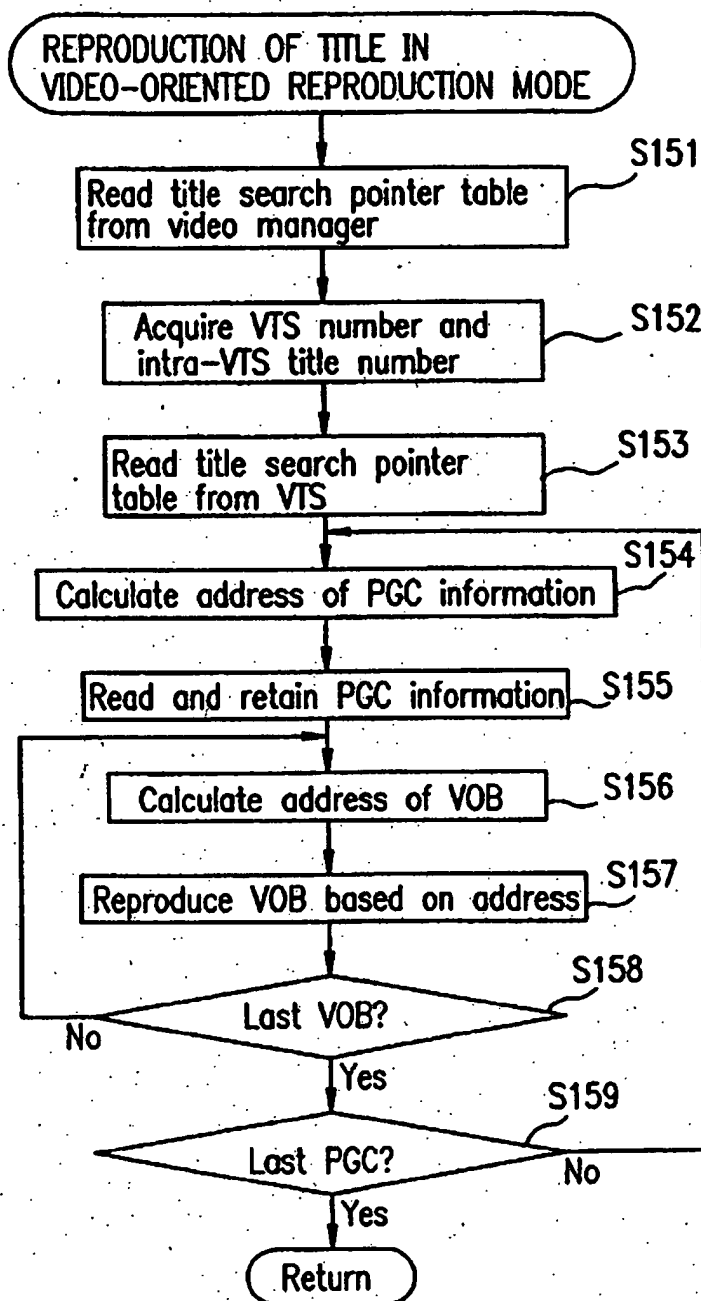 REPRODUCTION OF TITLE IN
VIDEO-ORIENTED REPRODUCTION MODE
S151
Read title search pointer table
from video manager
S152
Acquire VTS number and
intra-VTS title number
S153
Read title search pointer
table from VTS
S154
Calculate address of PGC information
Read and retain PGC information
S155
Calculate address of VOB
S156
Reproduce VOB based on address
S157
S158
Last VOB?
No
Yes
S159
Last PGC?
No
Yes
Return